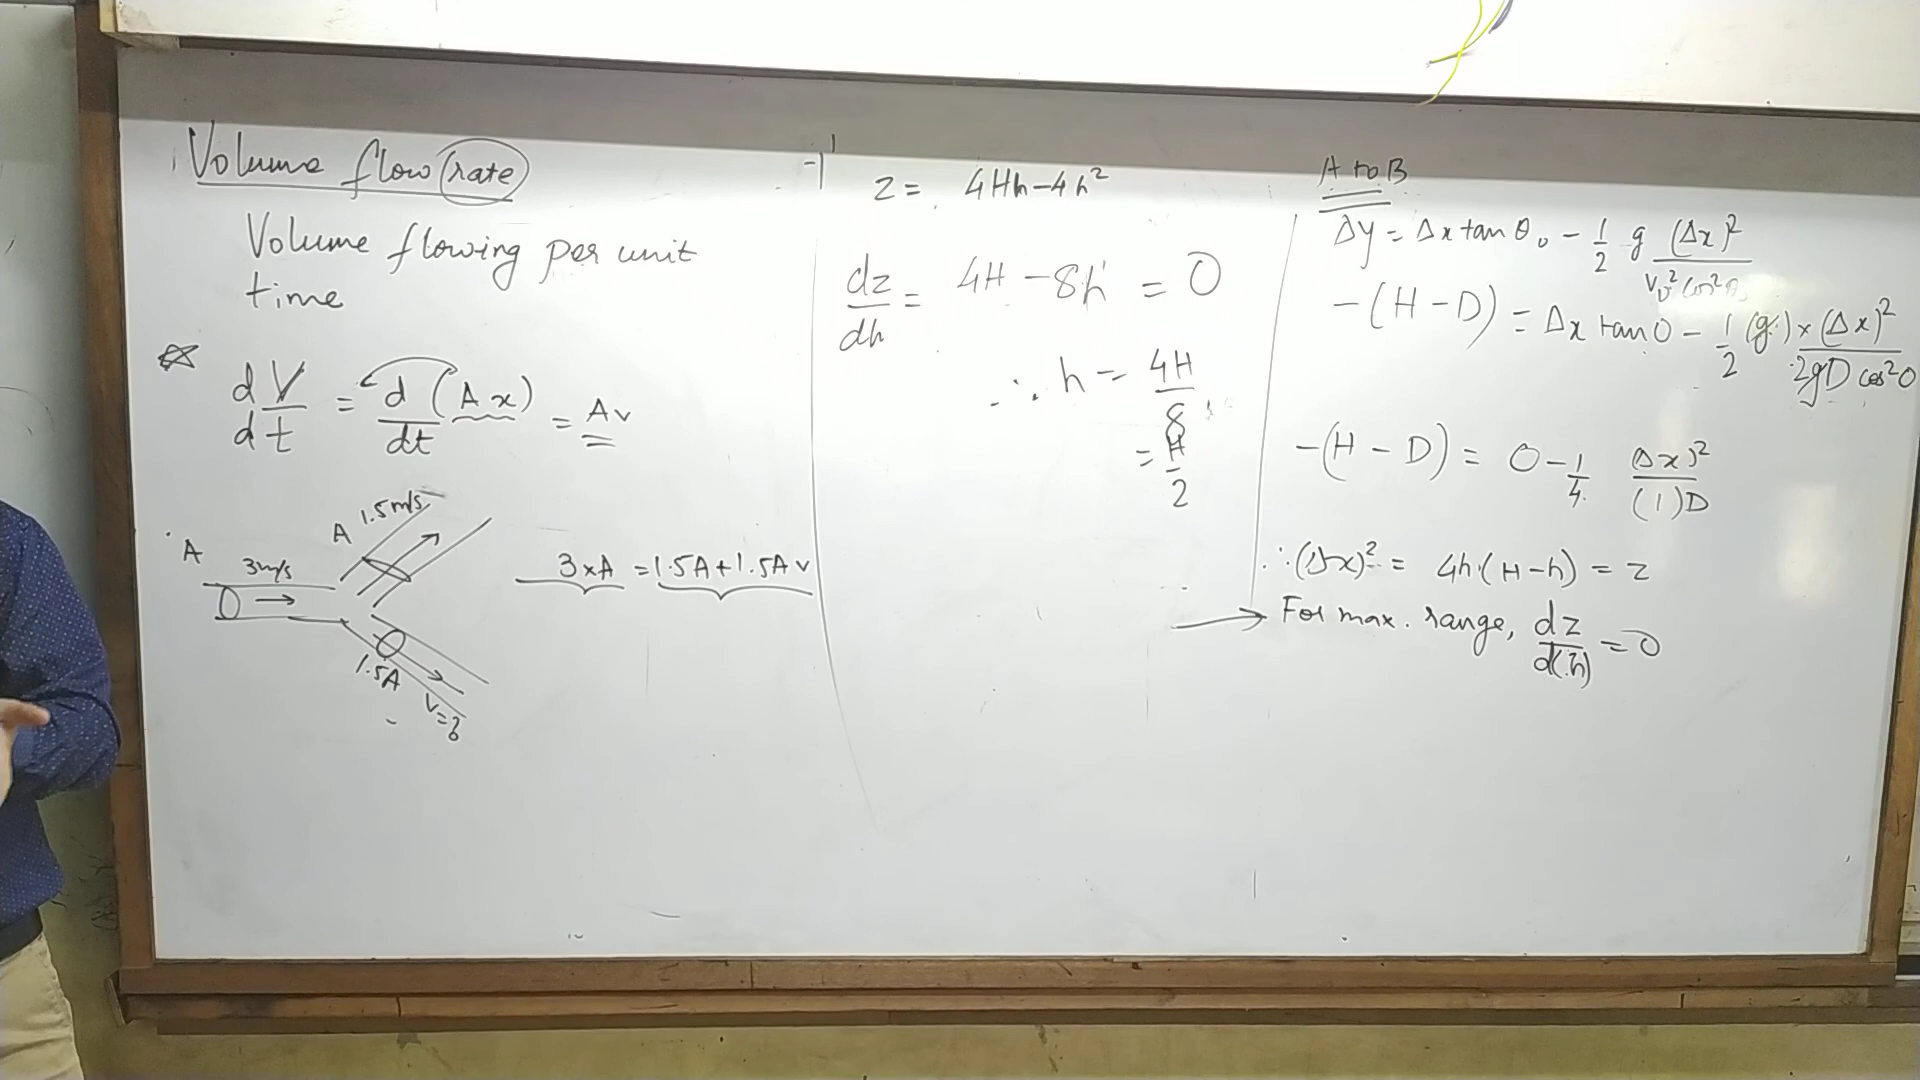 Volume flow rate
Volume flowing per unit
time
dV/dt = d/dt (Ax) = Av
A
3m/s
A
1.5m/s
1.5A
V=?
3xA = 1.5A+1.5Av
z = 4Hh-4h²
dz/dh = 4H - 8h = 0
∴ h = 4H/8
= H/2
A to B
Δy = Δx tan θ₀ - 1/2 g (Δx)²/v₀² cos²θ₀
-(H-D) = Δx tan 0 - 1/2 (g) x (Δx)²/2gD cos²0
-(H-D) = 0 - 1/4 (Δx)²/(1)D
∴ (Δx)² = 4h(H-h) = z
→ For max. range, dz/d(h) = 0